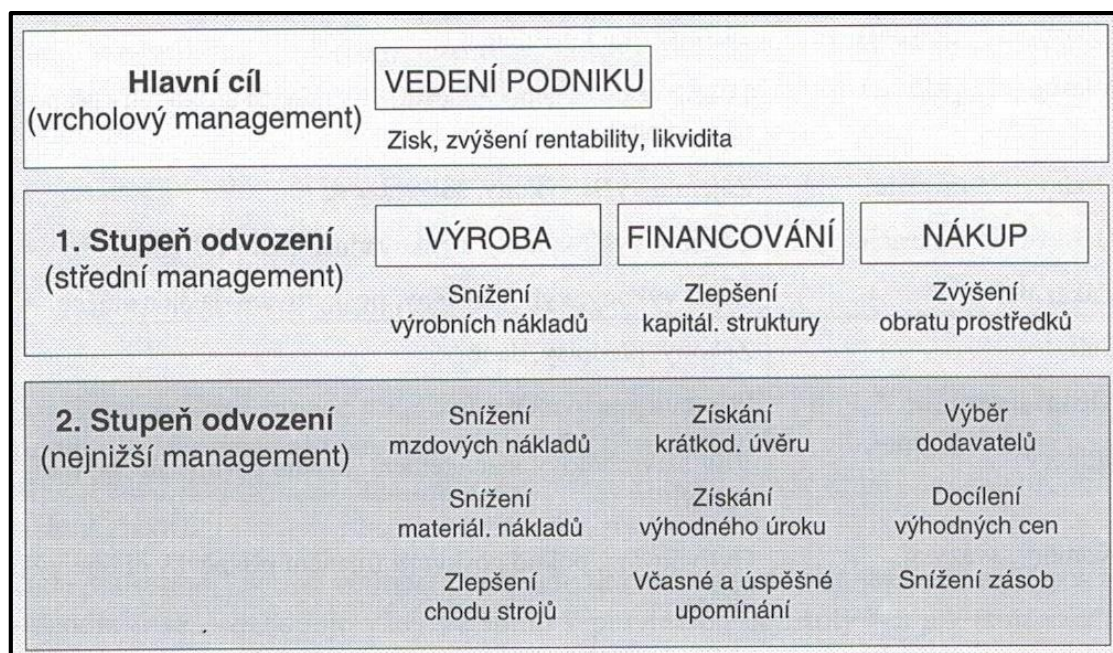 Hlavní cíl
(vrcholový management)
VEDENÍ PODNIKU
Zisk, zvýšení rentability, likvidita
1. Stupeň odvození
(střední management)
VÝROBA
Snížení
výrobních nákladů
FINANCOVÁNÍ
Zlepšení
kapitál. struktury
NÁKUP
Zvýšení
obratu prostředků
2. Stupeň odvození
(nejnižší management)
Snížení
mzdových nákladů
Získání
krátkod. úvěru
Výběr
dodavatelů
Snížení
materiál. nákladů
Získání
výhodného úroku
Docílení
výhodných cen
Zlepšení
chodu strojů
Včasné a úspěšné
upomínání
Snížení zásob